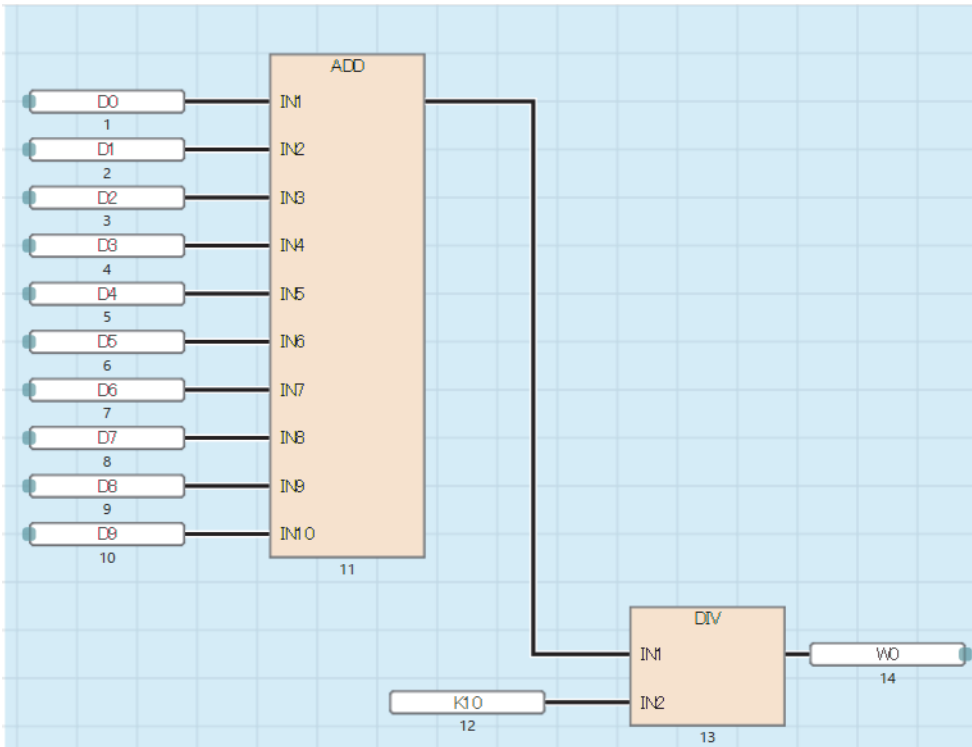 ADD
D0 IN1
1
D1 IN2
2
D2 IN3
3
D3 IN4
4
D4 IN5
5
D5 IN6
6
D6 IN7
7
D7 IN8
8
D8 IN9
9
D9 IN10
10 11
DIV
IN1 W0
14
K10 IN2
12 13